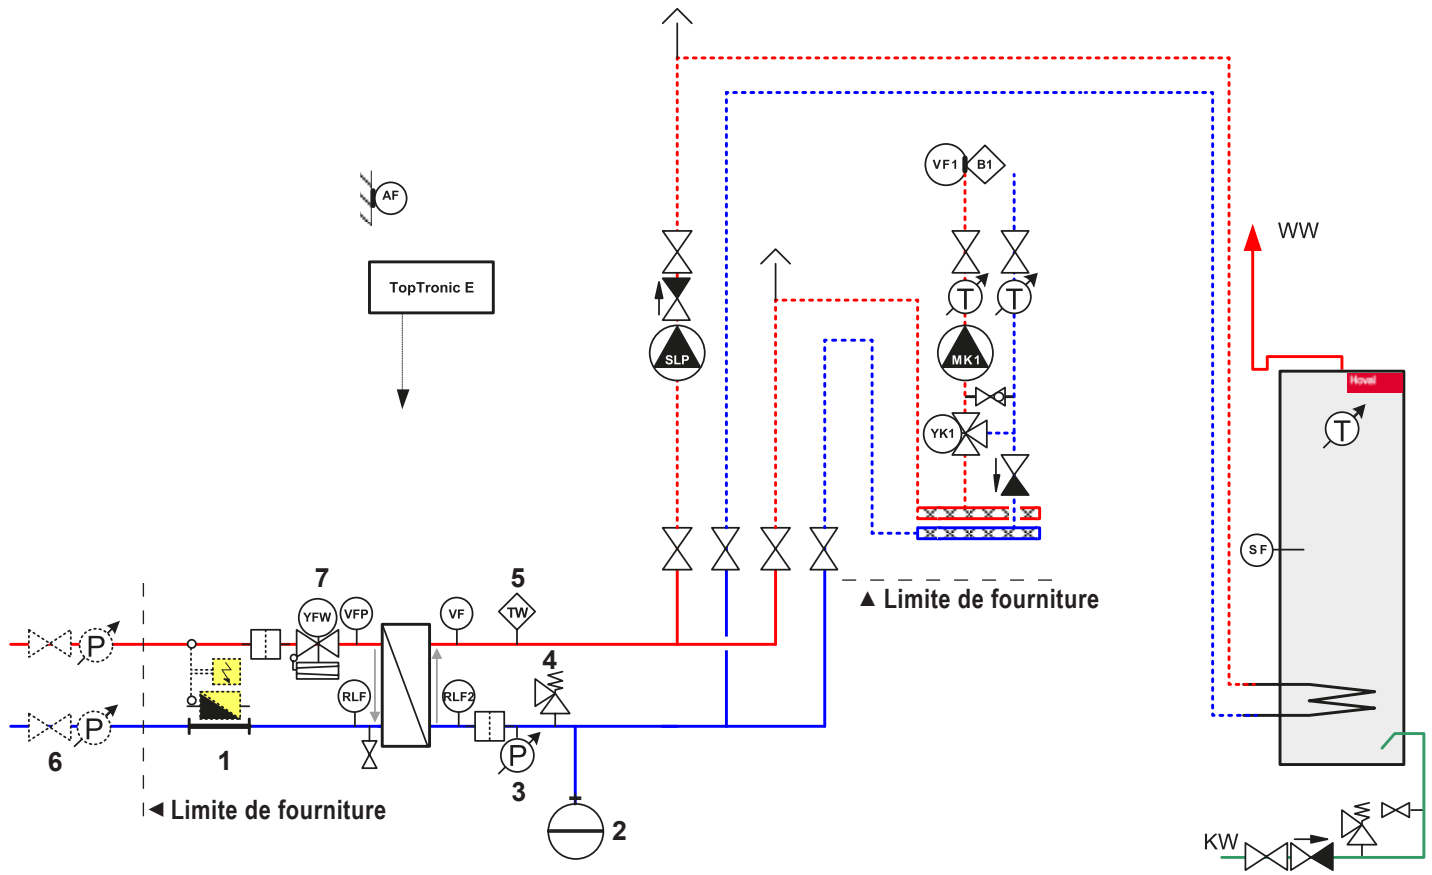 VF1
B1
AF
WW
TopTronic E
T
T
SLP
MK1
Hoval
T
YK1
SF
Limite de fourniture
7
5
YFW
VFP
VF
TW
P
4
RLF
RLF2
P
6
1
P
3
Limite de fourniture
2
KW